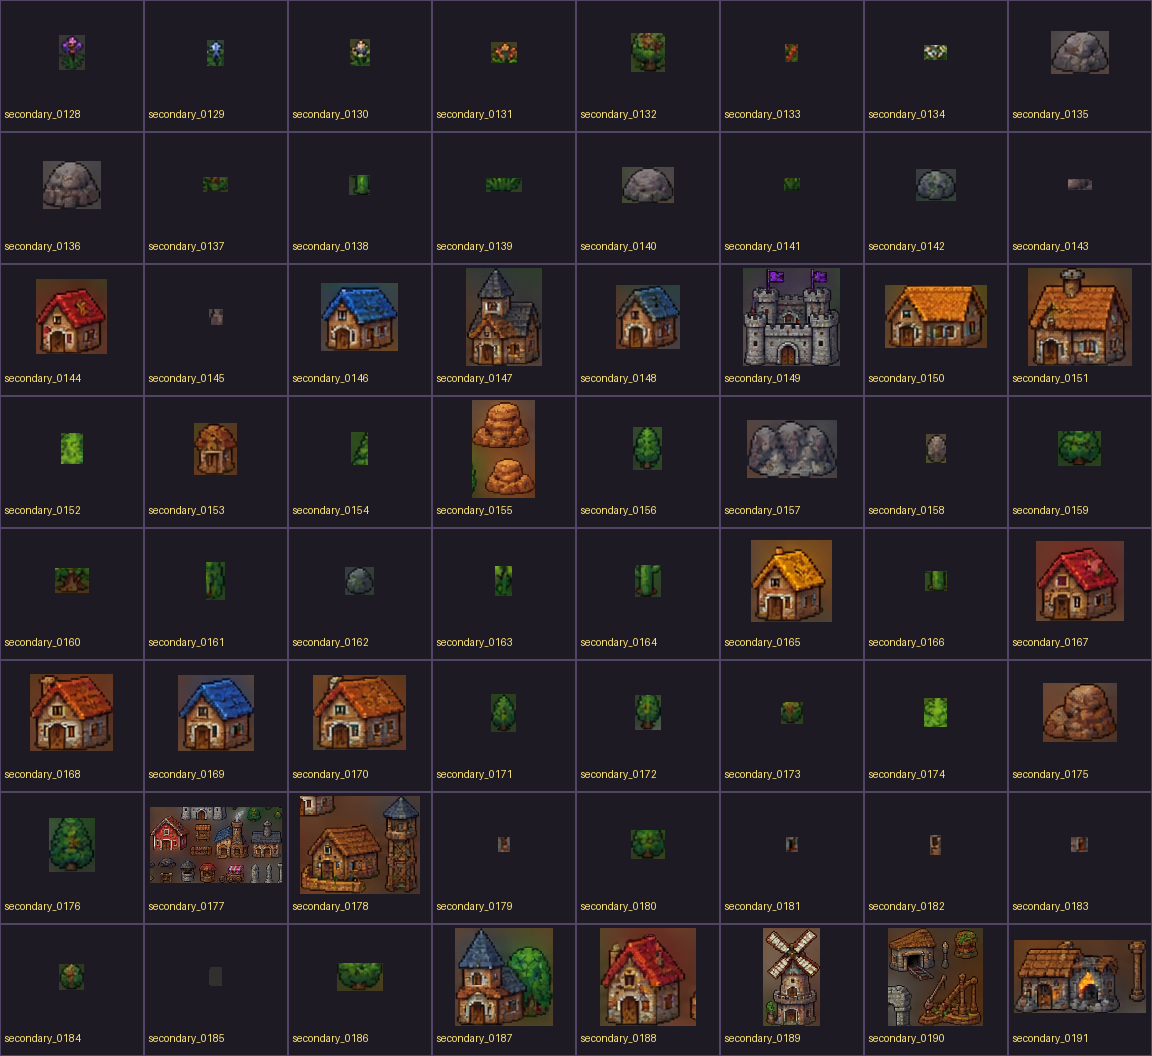 secondary_0128 secondary_0129 secondary_0130 secondary_0131 secondary_0132 secondary_0133 secondary_0134 secondary_0135
secondary_0136 secondary_0137 secondary_0138 secondary_0139 secondary_0140 secondary_0141 secondary_0142 secondary_0143
secondary_0144 secondary_0145 secondary_0146 secondary_0147 secondary_0148 secondary_0149 secondary_0150 secondary_0151
secondary_0152 secondary_0153 secondary_0154 secondary_0155 secondary_0156 secondary_0157 secondary_0158 secondary_0159
secondary_0160 secondary_0161 secondary_0162 secondary_0163 secondary_0164 secondary_0165 secondary_0166 secondary_0167
secondary_0168 secondary_0169 secondary_0170 secondary_0171 secondary_0172 secondary_0173 secondary_0174 secondary_0175
secondary_0176 secondary_0177 secondary_0178 secondary_0179 secondary_0180 secondary_0181 secondary_0182 secondary_0183
secondary_0184 secondary_0185 secondary_0186 secondary_0187 secondary_0188 secondary_0189 secondary_0190 secondary_0191